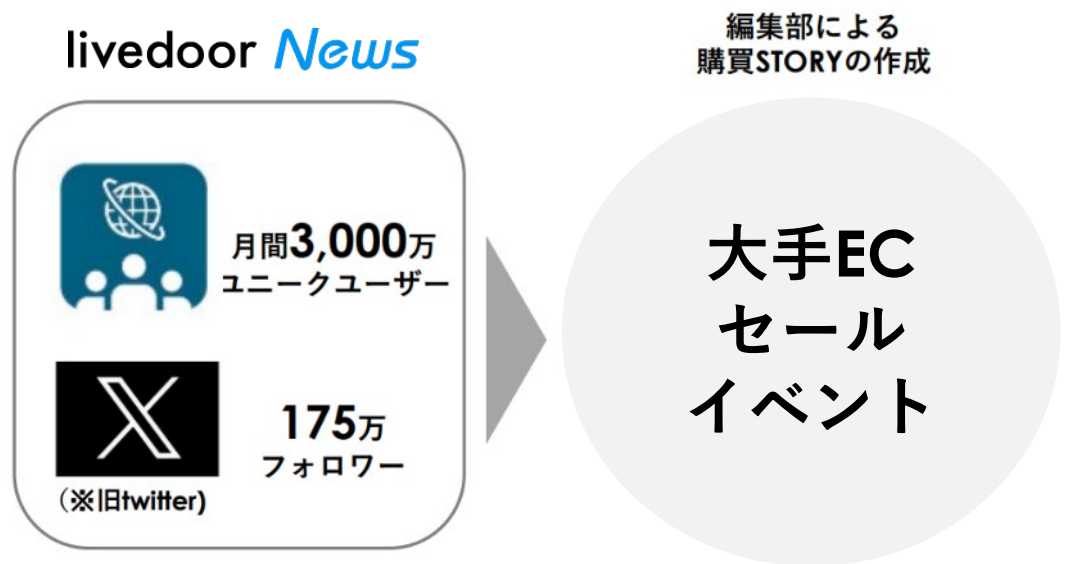 livedoor News
月間3,000万
ユニークユーザー
175万
フォロワー
(※旧twitter)
編集部による
購買STORYの作成
大手EC
セール
イベント